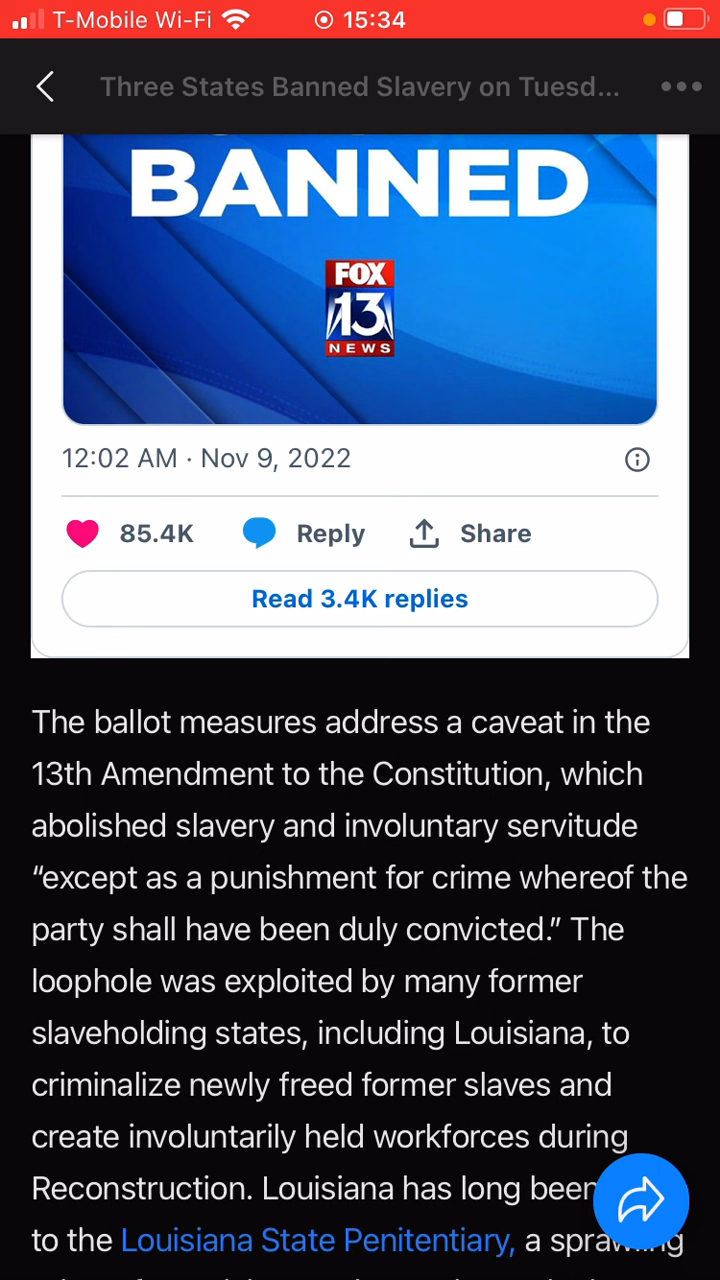 T-Mobile Wi-Fi 15:34
Three States Banned Slavery on Tuesd...
BANNED
FOX
13
NEWS
12:02 AM · Nov 9, 2022
85.4K Reply Share
Read 3.4K replies
The ballot measures address a caveat in the
13th Amendment to the Constitution, which
abolished slavery and involuntary servitude
“except as a punishment for crime whereof the
party shall have been duly convicted.” The
loophole was exploited by many former
slaveholding states, including Louisiana, to
criminalize newly freed former slaves and
create involuntarily held workforces during
Reconstruction. Louisiana has long been
to the Louisiana State Penitentiary, a sprawling